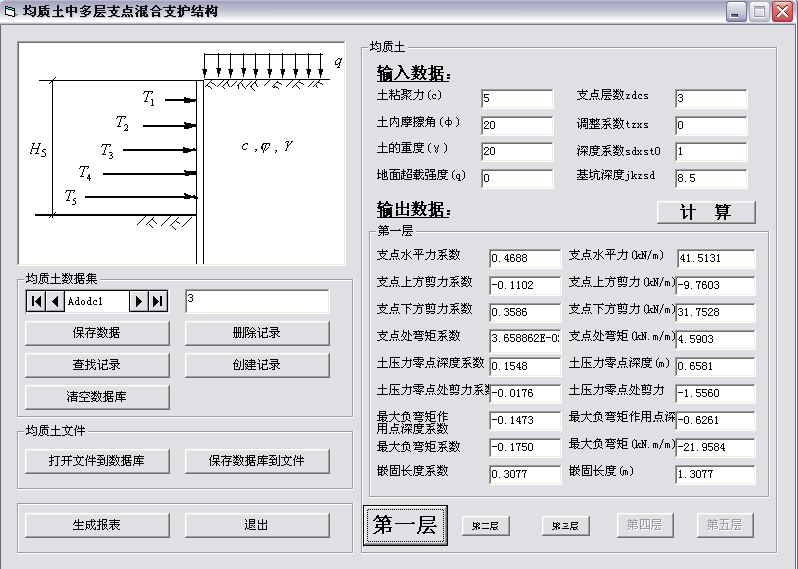 均质土中多层支点混合支护结构
q
T1
T2
H5
T3
c , φ , γ
T4
T5
均质土数据集
Adodc1
3
保存数据
删除记录
查找记录
创建记录
清空数据库
均质土文件
打开文件到数据库
保存数据库到文件
生成报表
退出
均质土
输入数据:
土粘聚力(c) 5 支点层数zdcs 3
土内摩擦角(φ) 20 调整系数tzxs 0
土的重度(γ) 20 深度系数sdxst0 1
地面超载强度(q) 0 基坑深度jkzsd 8.5
输出数据:
计 算
第一层
支点水平力系数 0.4688 支点水平力(kN/m) 41.5131
支点上方剪力系数 -0.1102 支点上方剪力(kN/m) -9.7603
支点下方剪力系数 0.3586 支点下方剪力(kN/m) 31.7528
支点处弯矩系数 3.658862E-0 支点处弯矩(kN.m/m) 4.5903
土压力零点深度系数 0.1548 土压力零点深度(m) 0.6581
土压力零点处剪力系数 -0.0176 土压力零点处剪力 -1.5560
最大负弯矩作
用点深度系数
-0.1473 最大负弯矩作用点深 -0.6261
最大负弯矩系数 -0.1750 最大负弯矩(kN.m/m) -21.9584
嵌固长度系数 0.3077 嵌固长度(m) 1.3077
第一层
第二层
第三层
第四层
第五层